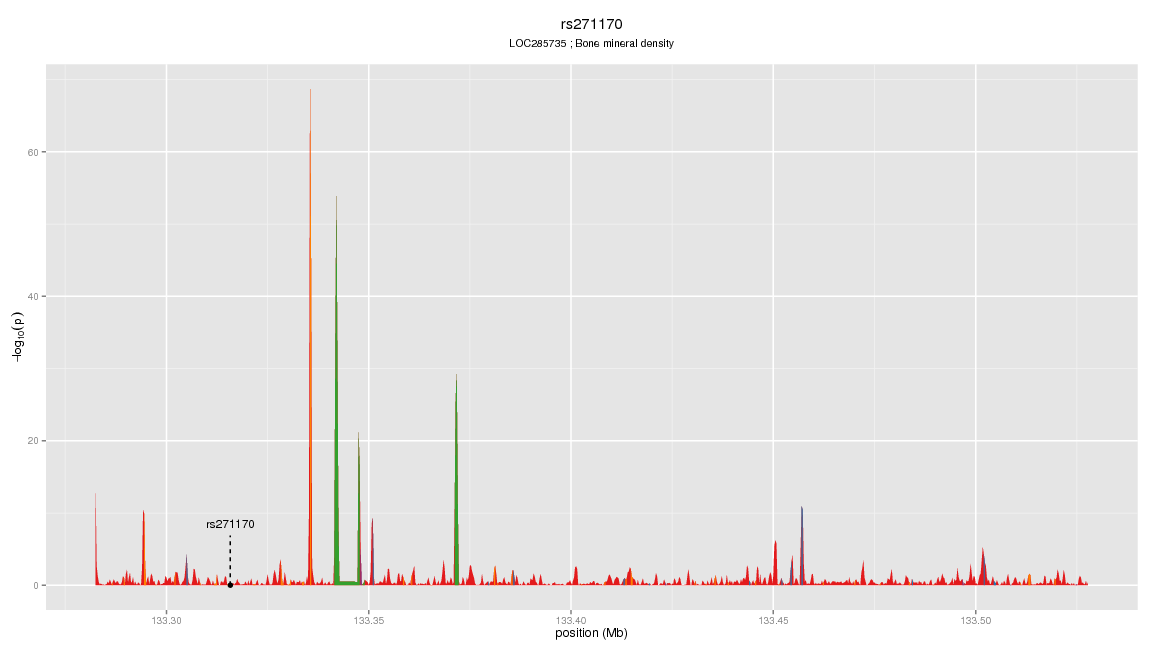 rs271170
LOC285735 ; Bone mineral density
60
40
20
0
−log10(p)
rs271170
133.30
133.35
133.40
133.45
133.50
position (Mb)